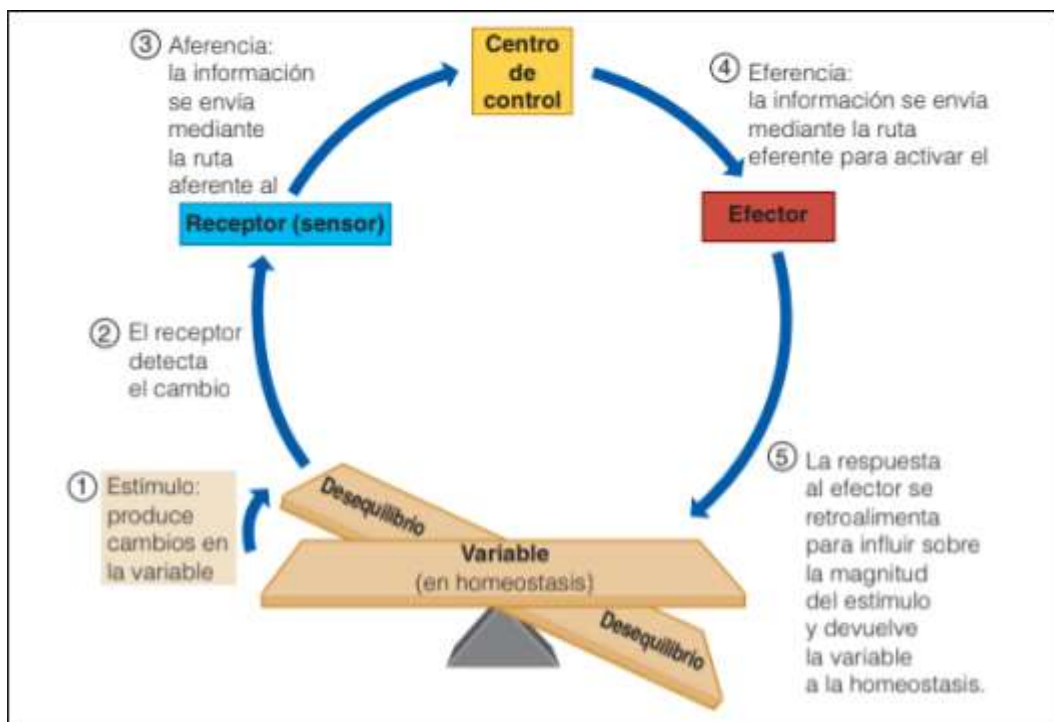 ③ Aferencia:
la información
se envía
mediante
la ruta
aferente al
Centro
de
control
④ Eferencia:
la información se envía
mediante la ruta
eferente para activar el
Receptor (sensor)
Efector
② El receptor
detecta
el cambio
① Estímulo:
produce
cambios en
la variable
Desequilibrio
Variable
(en homeostasis)
Desequilibrio
⑤ La respuesta
al efector se
retroalimenta
para influir sobre
la magnitud
del estímulo
y devuelve
la variable
a la homeostasis.